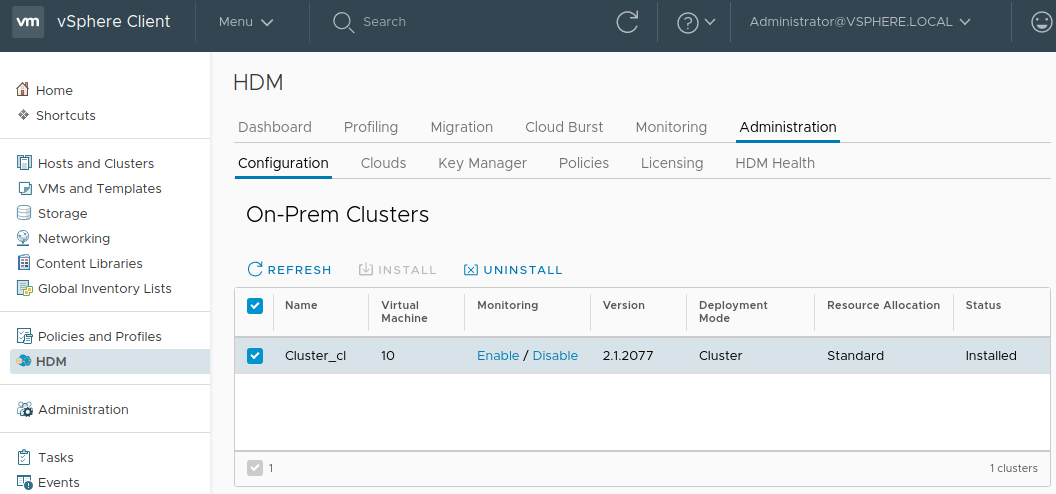 vm vSphere Client Menu Search Administrator@VSPHERE.LOCAL
Home
Shortcuts
Hosts and Clusters
VMs and Templates
Storage
Networking
Content Libraries
Global Inventory Lists
Policies and Profiles
HDM
Administration
Tasks
Events
HDM
Dashboard Profiling Migration Cloud Burst Monitoring Administration
Configuration Clouds Key Manager Policies Licensing HDM Health
On-Prem Clusters
REFRESH INSTALL UNINSTALL
Name Virtual Monitoring Version Deployment Resource Allocation Status
Machine Mode
Cluster_cl 10 Enable / Disable 2.1.2077 Cluster Standard Installed
1 1 clusters